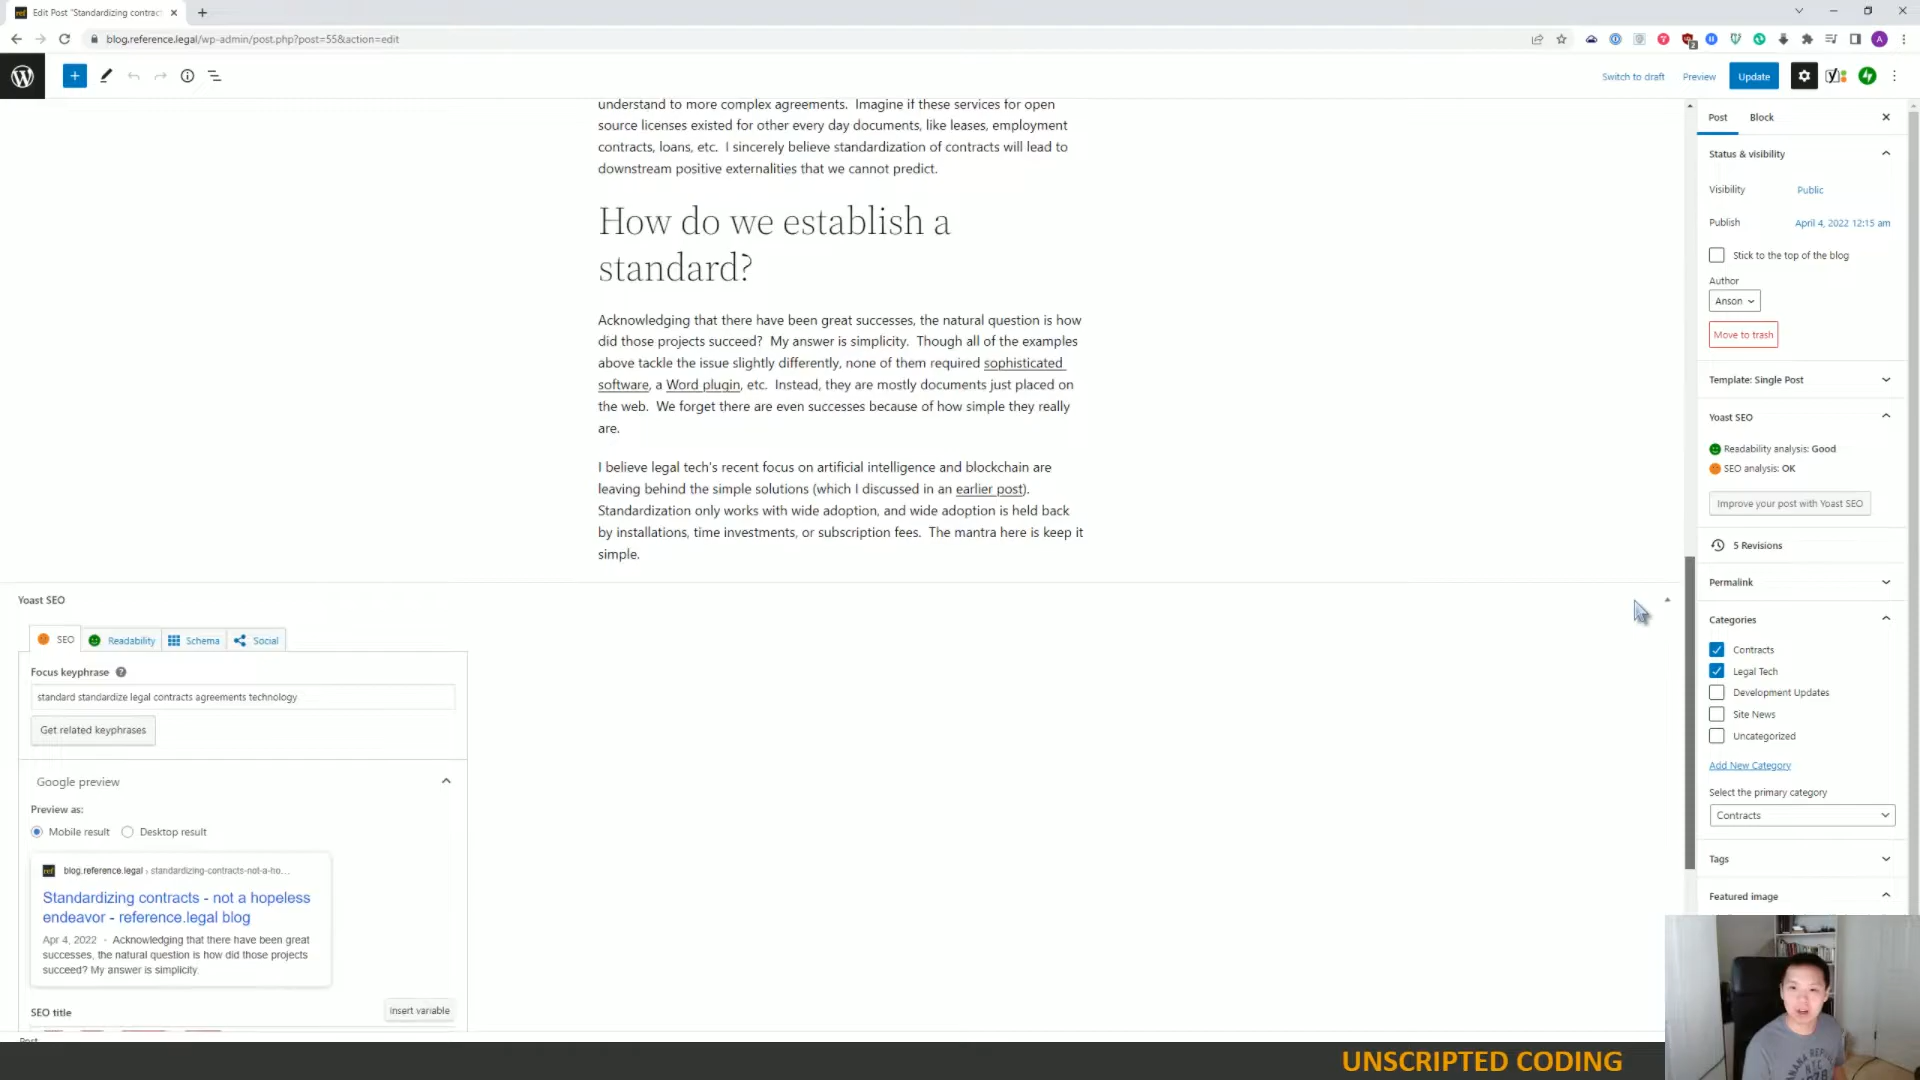 Edit Post "Standardizing contrac
blog.reference.legal/wp-admin/post.php?post=55&action=edit
Switch to draft
Preview
Update
understand to more complex agreements. Imagine if these services for open
source licenses existed for other every day documents, like leases, employment
contracts, loans, etc. I sincerely believe standardization of contracts will lead to
downstream positive externalities that we cannot predict.
How do we establish a
standard?
Acknowledging that there have been great successes, the natural question is how
did those projects succeed? My answer is simplicity. Though all of the examples
above tackle the issue slightly differently, none of them required sophisticated
software, a Word plugin, etc. Instead, they are mostly documents just placed on
the web. We forget there are even successes because of how simple they really
are.
I believe legal tech's recent focus on artificial intelligence and blockchain are
leaving behind the simple solutions (which I discussed in an earlier post).
Standardization only works with wide adoption, and wide adoption is held back
by installations, time investments, or subscription fees. The mantra here is keep it
simple.
Yoast SEO
SEO
Readability
Schema
Social
Focus keyphrase
standard standardize legal contracts agreements technology
Get related keyphrases
Google preview
Preview as:
Mobile result
Desktop result
ref
blog.reference.legal › standardizing-contracts-not-a-ho...
Standardizing contracts - not a hopeless
endeavor - reference.legal blog
Apr 4, 2022 · Acknowledging that there have been great
successes, the natural question is how did those projects
succeed? My answer is simplicity.
SEO title
Insert variable
Post
Post
Block
Status & visibility
Visibility
Public
Publish
April 4, 2022 12:15 am
Stick to the top of the blog
Author
Anson
Move to trash
Template: Single Post
Yoast SEO
Readability analysis: Good
SEO analysis: OK
Improve your post with Yoast SEO
5 Revisions
Permalink
Categories
Contracts
Legal Tech
Development Updates
Site News
Uncategorized
Add New Category
Select the primary category
Contracts
Tags
Featured image
UNSCRIPTED CODING